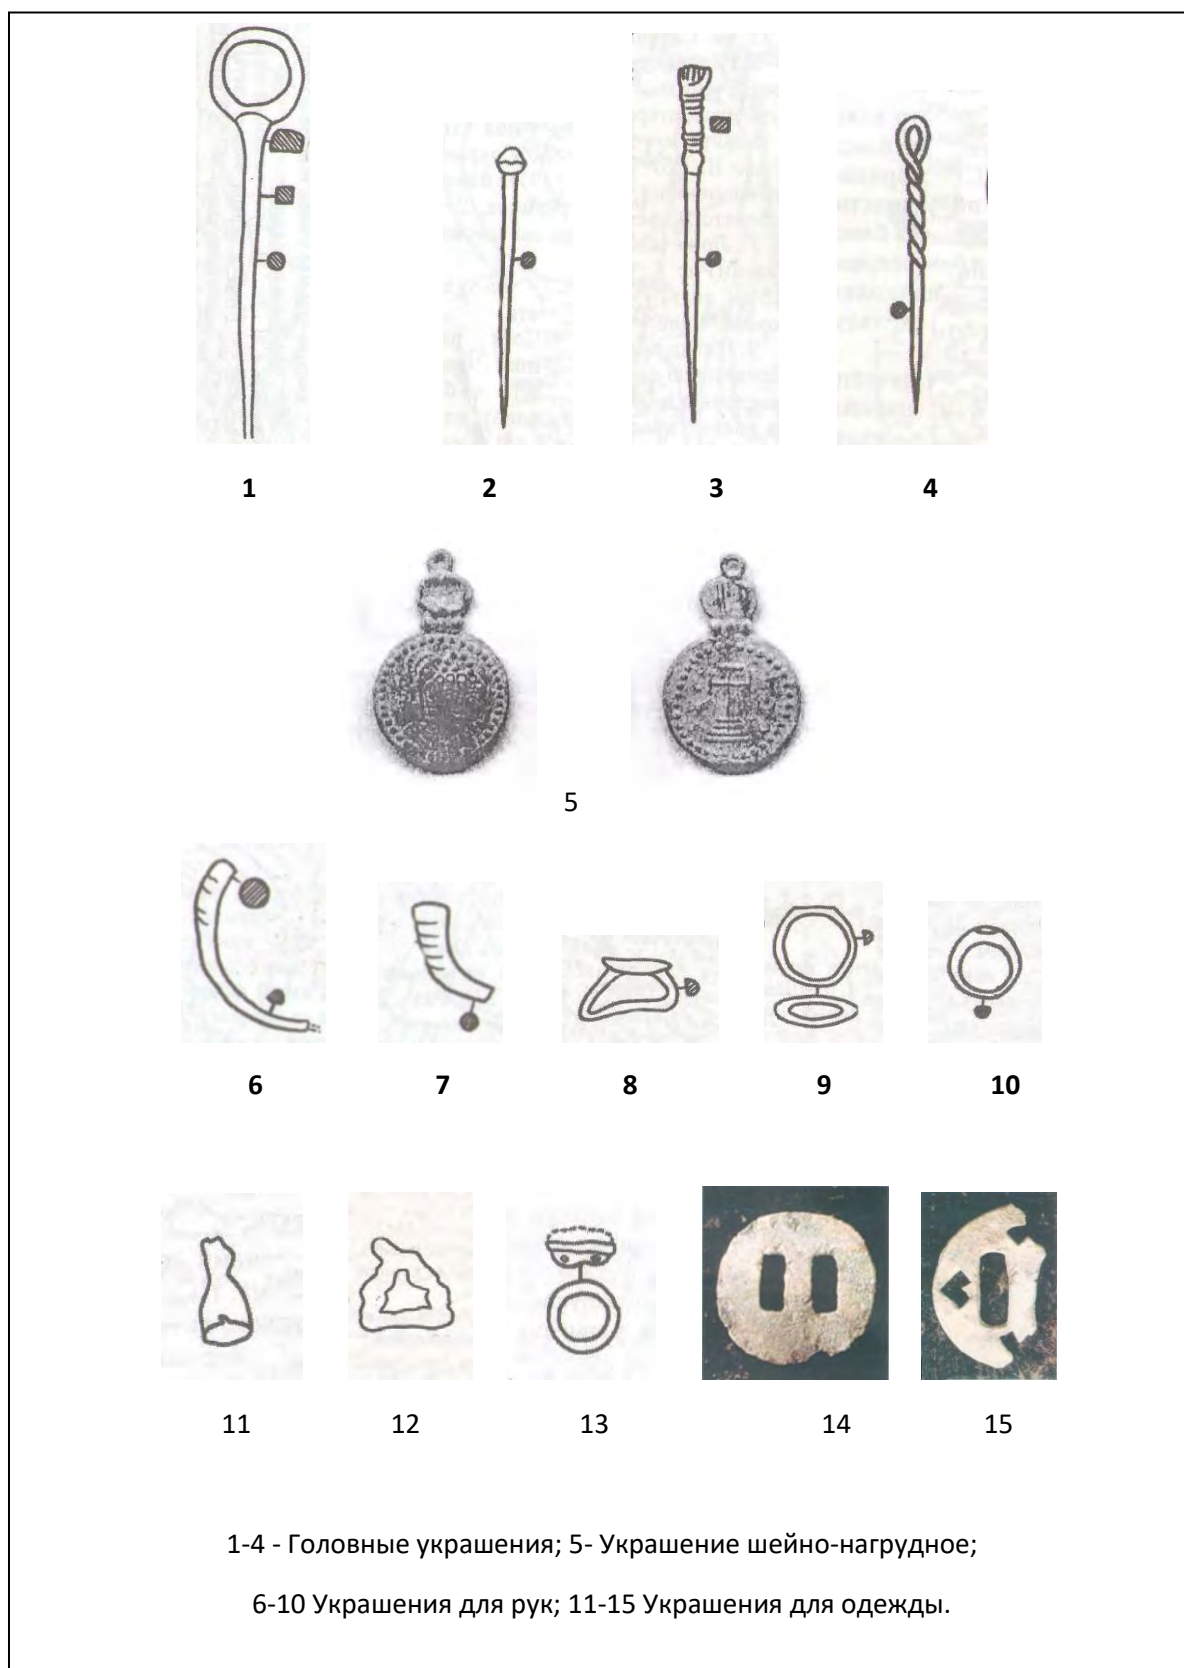 1 2 3 4
5
6 7 8 9 10
11 12 13 14 15
1-4 - Головные украшения; 5- Украшение шейно-нагрудное;
6-10 Украшения для рук; 11-15 Украшения для одежды.